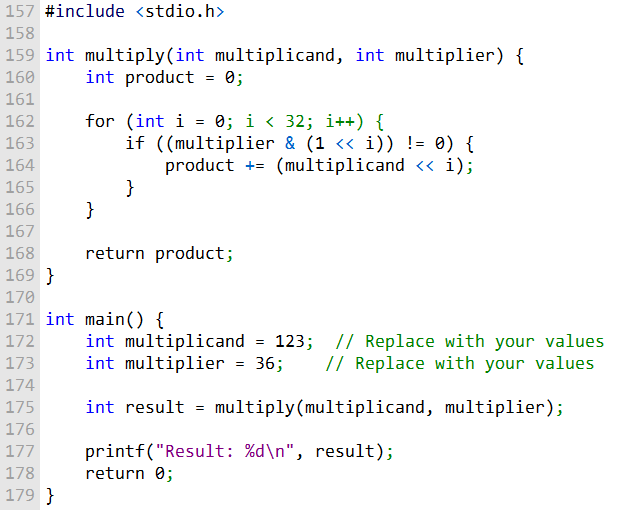 157 #include <stdio.h>
158
159 int multiply(int multiplicand, int multiplier) {
160     int product = 0;
161
162     for (int i = 0; i < 32; i++) {
163         if ((multiplier & (1 << i)) != 0) {
164             product += (multiplicand << i);
165         }
166     }
167
168     return product;
169 }
170
171 int main() {
172     int multiplicand = 123;  // Replace with your values
173     int multiplier = 36;    // Replace with your values
174
175     int result = multiply(multiplicand, multiplier);
176
177     printf("Result: %d\n", result);
178     return 0;
179 }